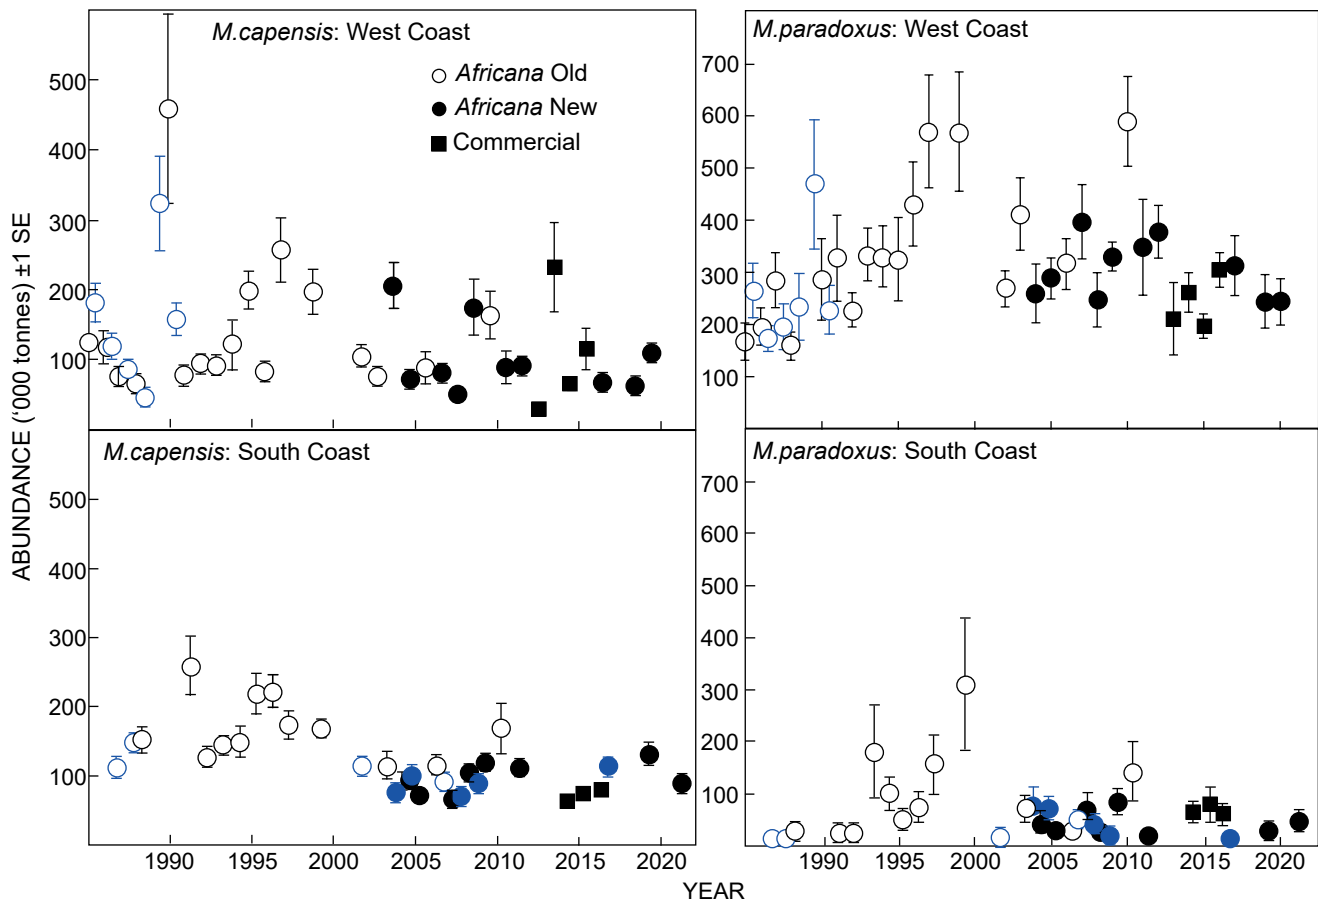 M.capensis: West Coast
Africana Old
Africana New
Commercial
500
400
300
200
100
M.paradoxus: West Coast
700
600
500
400
300
200
100
M.capensis: South Coast
500
400
300
200
100
1990 1995 2000 2005 2010 2015 2020
M.paradoxus: South Coast
700
600
500
400
300
200
100
1990 1995 2000 2005 2010 2015 2020
ABUNDANCE (‘000 tonnes) ±1 SE
YEAR